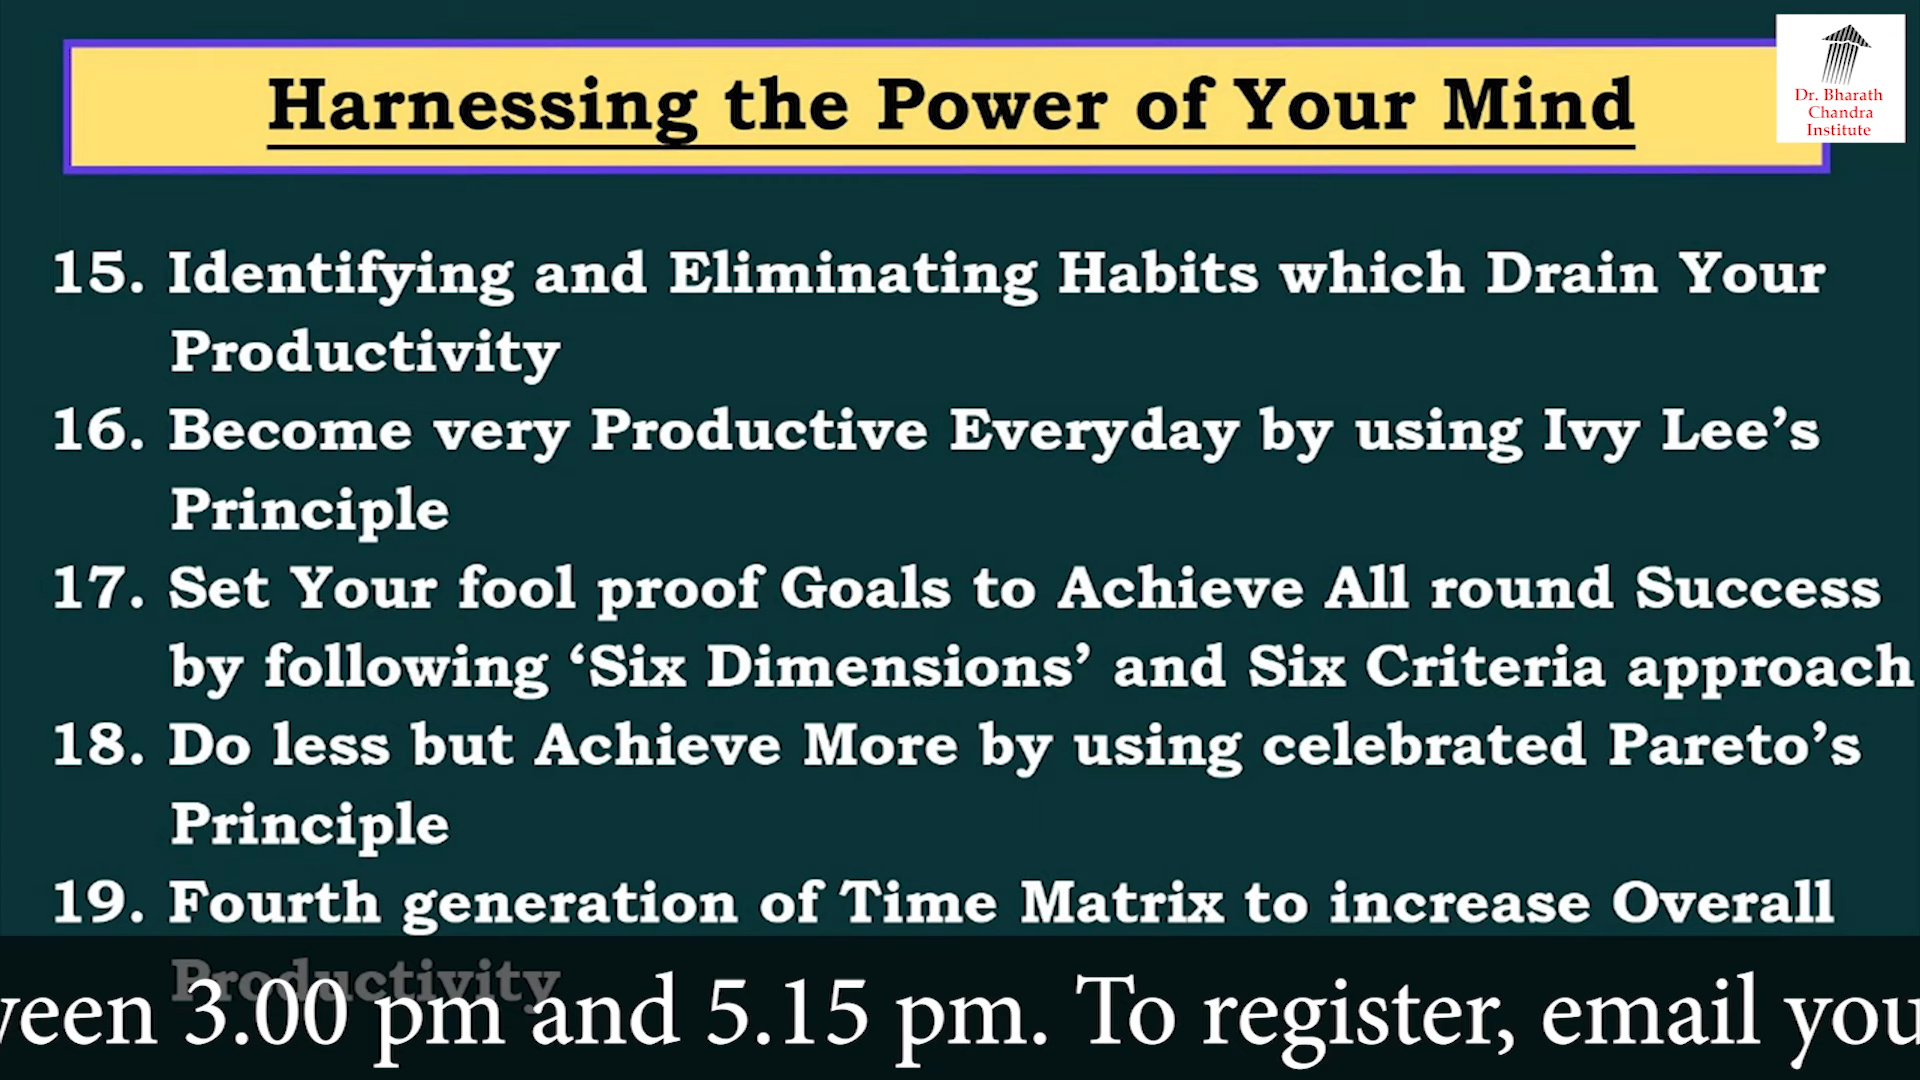 Harnessing the Power of Your Mind
Dr. Bharath
Chandra
Institute
15. Identifying and Eliminating Habits which Drain Your
Productivity
16. Become very Productive Everyday by using Ivy Lee’s
Principle
17. Set Your fool proof Goals to Achieve All round Success
by following ‘Six Dimensions’ and Six Criteria approach
18. Do less but Achieve More by using celebrated Pareto’s
Principle
19. Fourth generation of Time Matrix to increase Overall
Productivity
3.00 pm and 5.15 pm. To register, email